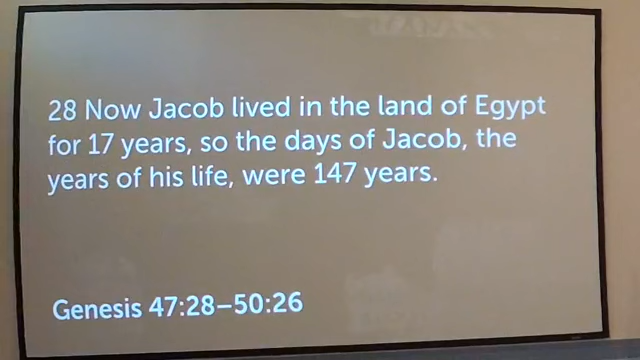 28 Now Jacob lived in the land of Egypt
for 17 years, so the days of Jacob, the
years of his life, were 147 years.
Genesis 47:28–50:26